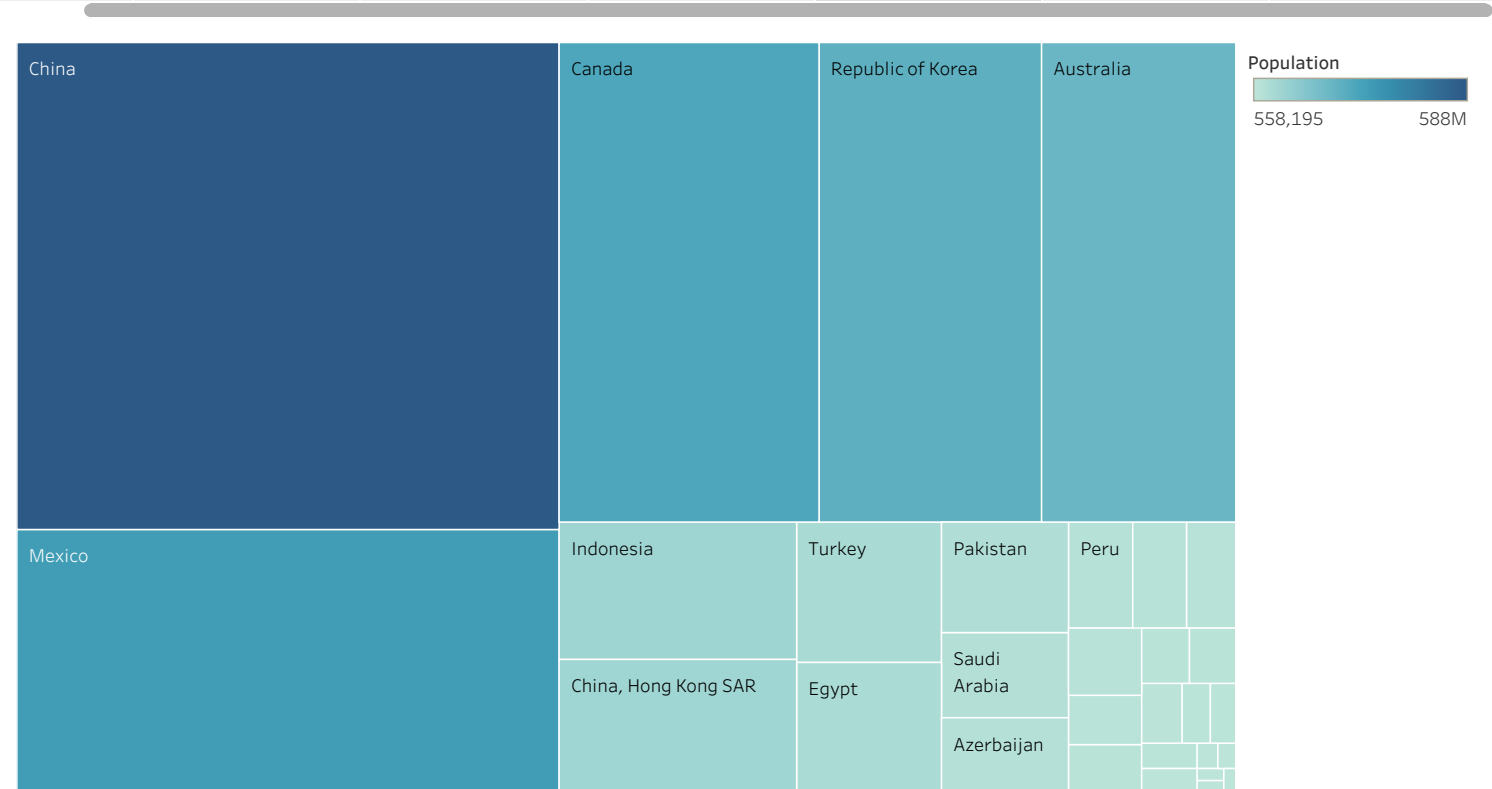 China
Canada
Republic of Korea
Australia
Population
558,195
588M
Mexico
Indonesia
Turkey
Pakistan
Peru
Saudi
Arabia
China, Hong Kong SAR
Egypt
Azerbaijan